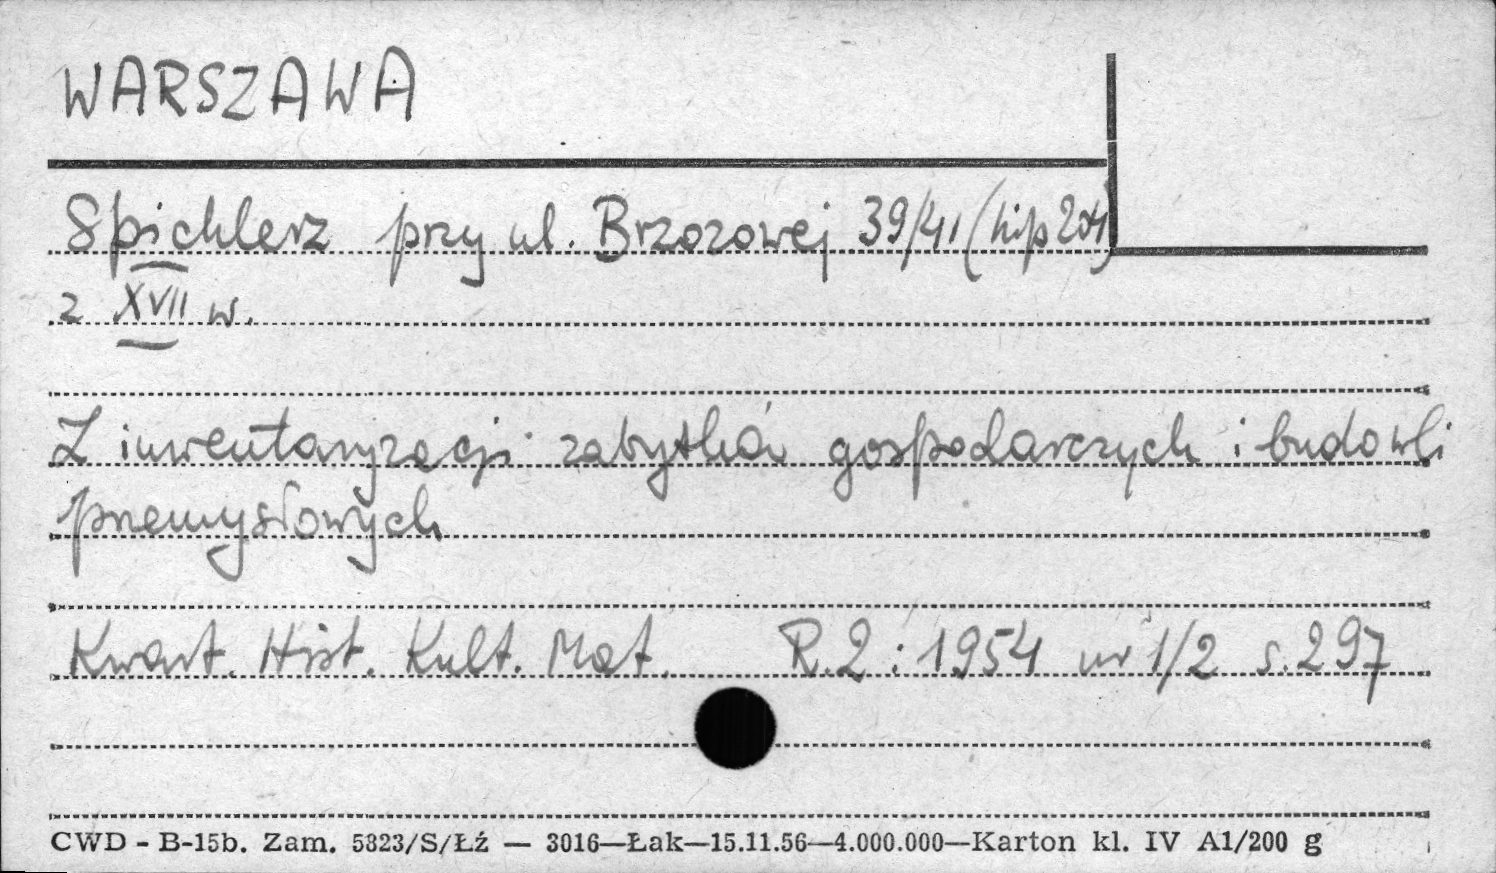 WARSZAWA
Spichlerz przy ul. Brzozowej 39/41 (hip 201)
z XVII w.
Z inwentaryzacji zabytków gospodarczych i budowli
przemysłowych
Kwart. Hist. Kult. Mat. R.2: 1954 nr 1/2 s. 297
CWD - B-15b. Zam. 5823/S/Łź — 3016—Łak—15.11.56—4.000.000—Karton kl. IV A1/200 g